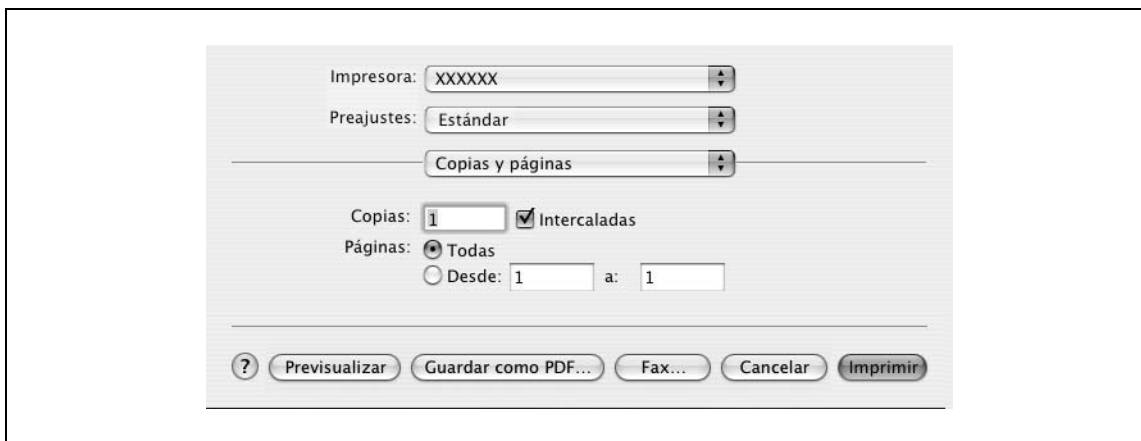 Impresora: XXXXXX
Preajustes: Estándar
Copias y páginas
Copias: 1 Intercaladas
Páginas: Todas
Desde: 1 a: 1
? Previsualizar Guardar como PDF... Fax... Cancelar Imprimir